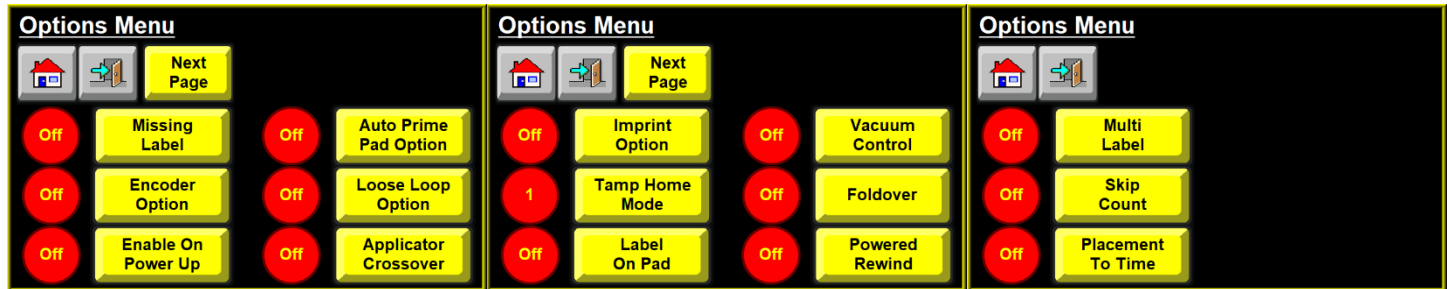 Options Menu
Next
Page
Off
Missing
Label
Off
Auto Prime
Pad Option
Off
Encoder
Option
Off
Loose Loop
Option
Off
Enable On
Power Up
Off
Applicator
Crossover
Options Menu
Next
Page
Off
Imprint
Option
Off
Vacuum
Control
1
Tamp Home
Mode
Off
Foldover
Off
Label
On Pad
Off
Powered
Rewind
Options Menu
Off
Multi
Label
Off
Skip
Count
Off
Placement
To Time